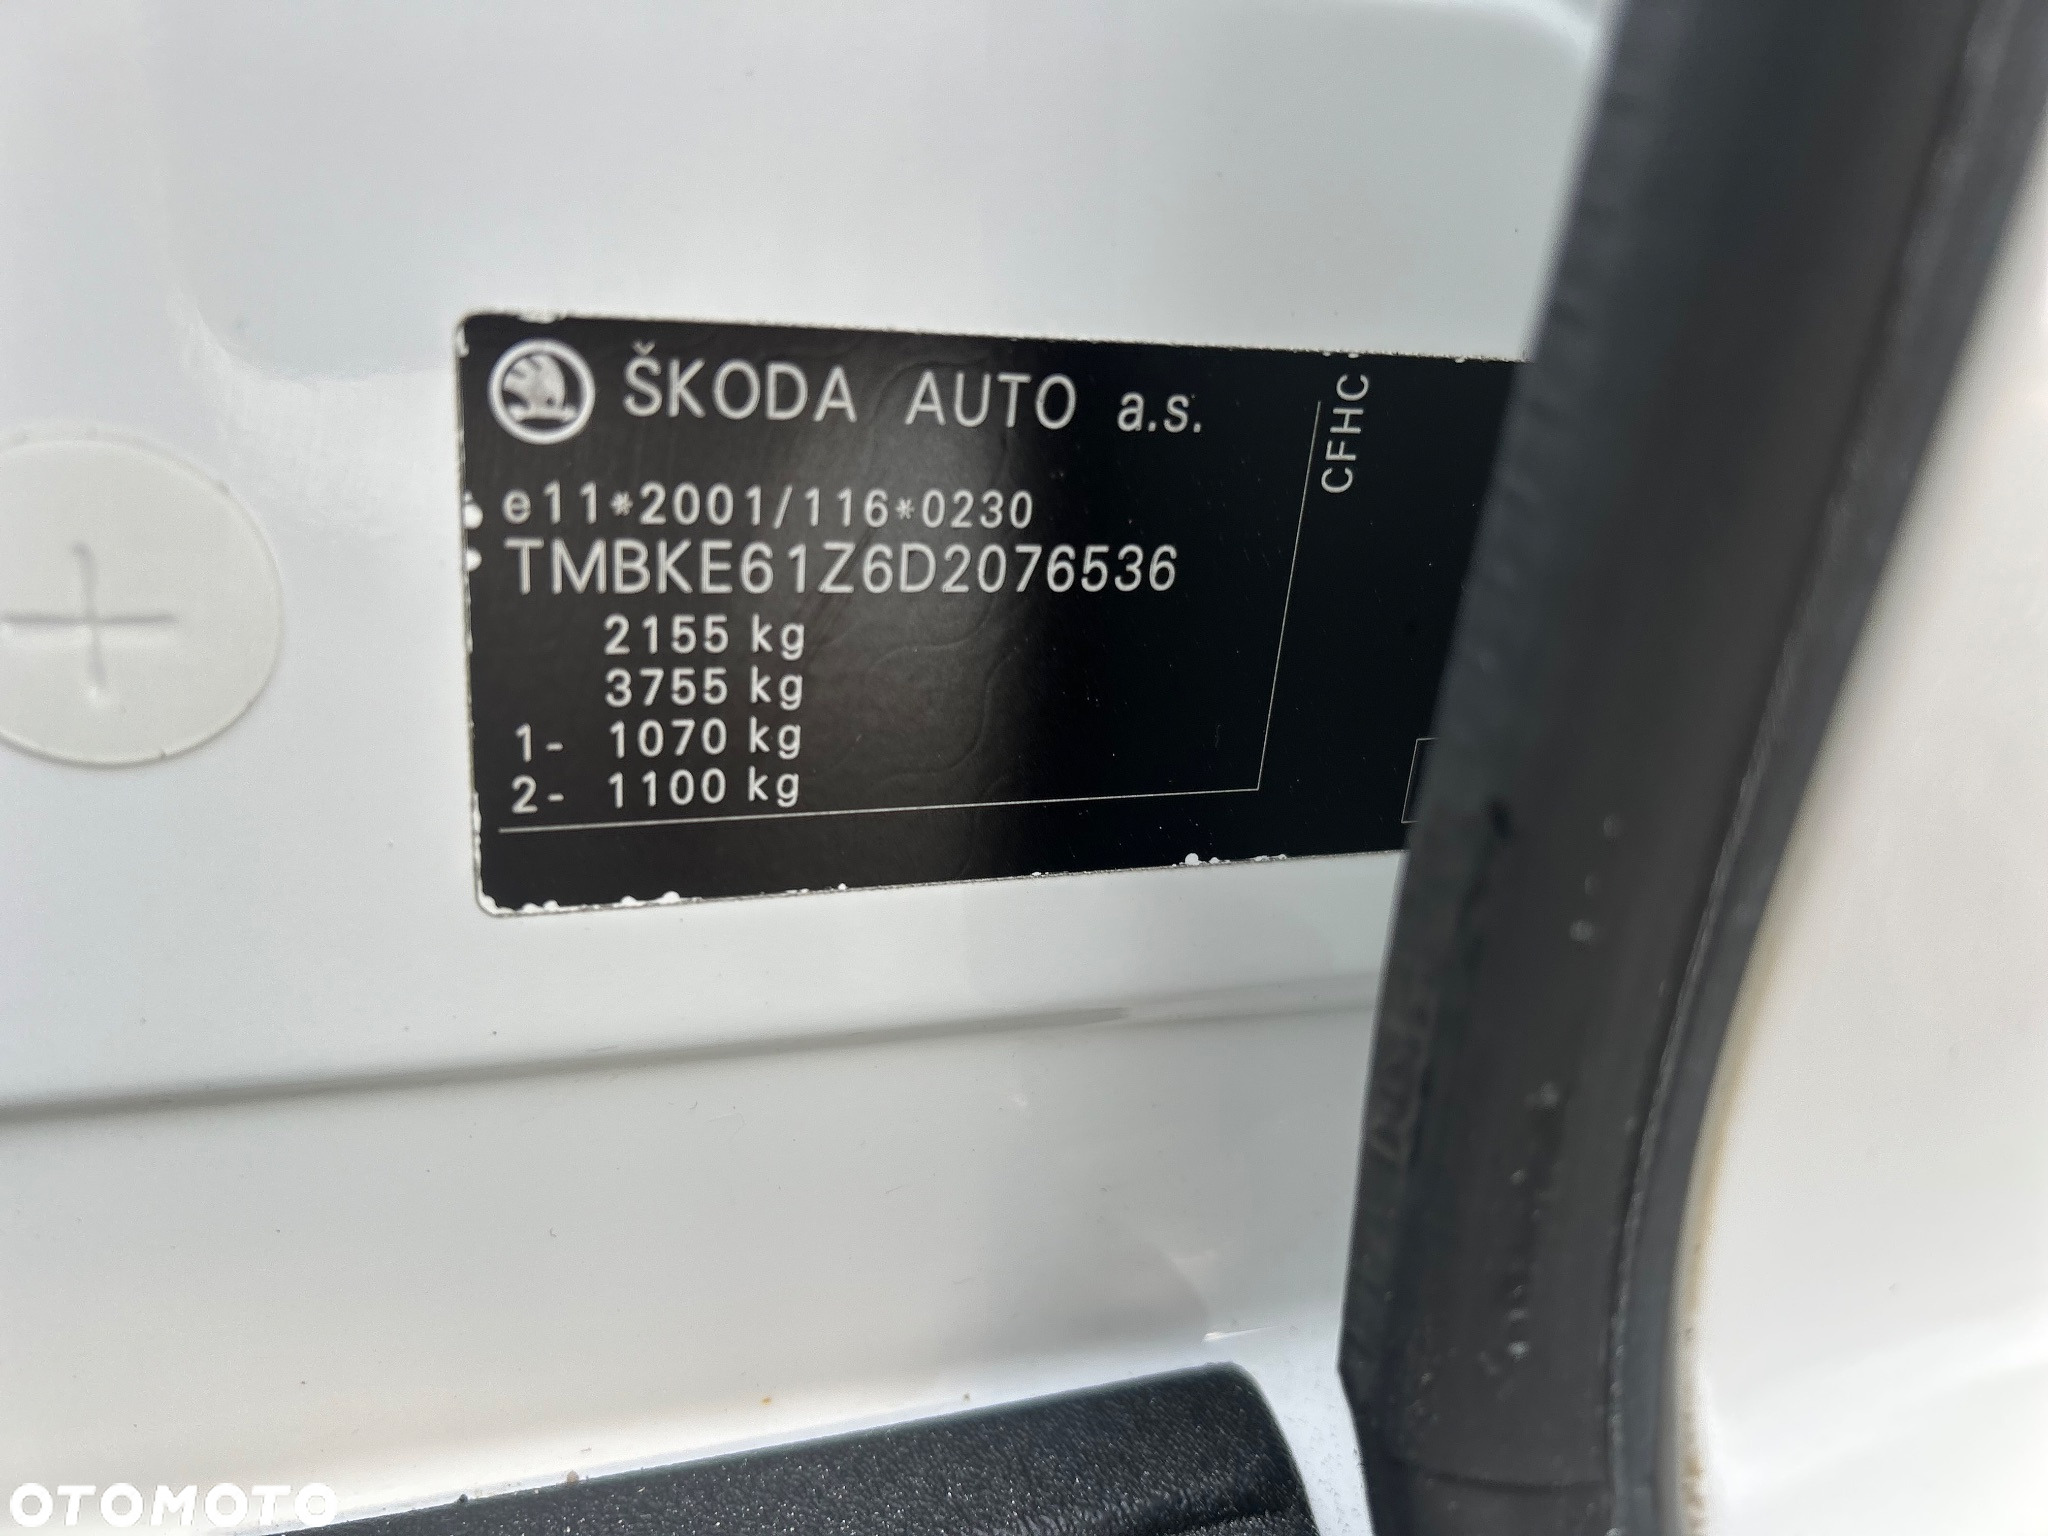 ŠKODA AUTO a.s.
e11*2001/116*0230
TMBKE61Z6D2076536
2155 kg
3755 kg
1- 1070 kg
2- 1100 kg
CFHC
OTOMOTO